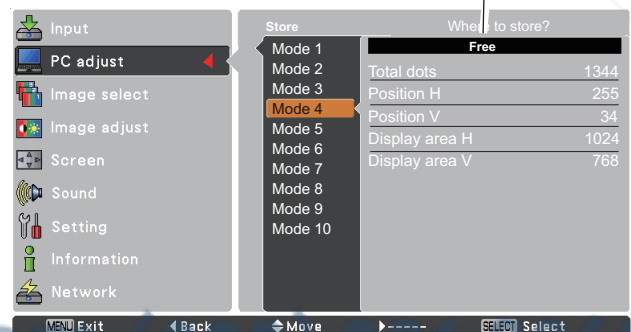 Input
PC adjust
Image select
Image adjust
Screen
Sound
Setting
Information
Network
Store
Where to store?
Mode 1
Mode 2
Mode 3
Mode 4
Mode 5
Mode 6
Mode 7
Mode 8
Mode 9
Mode 10
Free
Total dots 1344
Position H 255
Position V 34
Display area H 1024
Display area V 768
MENU Exit Back Move ----- SELECT Select